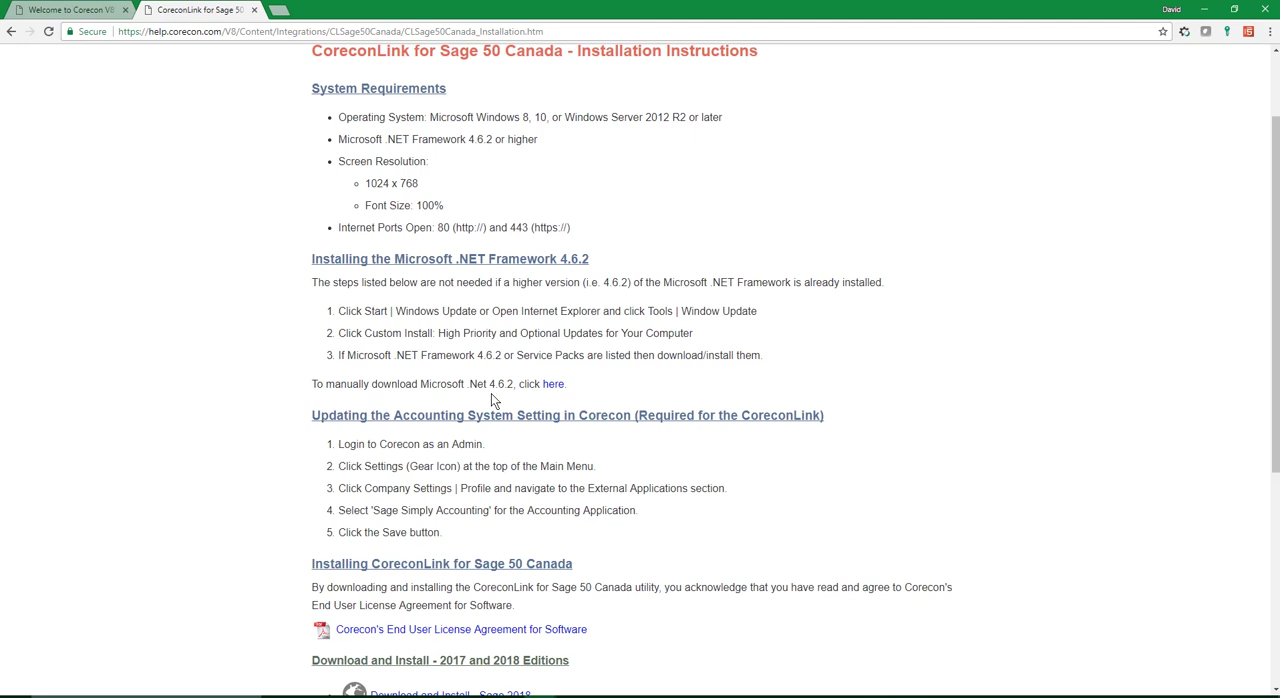 David
Welcome to Corecon V8
CoreconLink for Sage 50
Secure
https://help.corecon.com/V8/Content/Integrations/CLSage50Canada/CLSage50Canada_Installation.htm
CoreconLink for Sage 50 Canada - Installation Instructions
System Requirements
• Operating System: Microsoft Windows 8, 10, or Windows Server 2012 R2 or later
• Microsoft .NET Framework 4.6.2 or higher
• Screen Resolution:
1024 x 768
Font Size: 100%
• Internet Ports Open: 80 (http://) and 443 (https://)
Installing the Microsoft .NET Framework 4.6.2
The steps listed below are not needed if a higher version (i.e. 4.6.2) of the Microsoft .NET Framework is already installed.
1. Click Start | Windows Update or Open Internet Explorer and click Tools | Window Update
2. Click Custom Install: High Priority and Optional Updates for Your Computer
3. If Microsoft .NET Framework 4.6.2 or Service Packs are listed then download/install them.
To manually download Microsoft .Net 4.6.2, click here.
Updating the Accounting System Setting in Corecon (Required for the CoreconLink)
1. Login to Corecon as an Admin.
2. Click Settings (Gear Icon) at the top of the Main Menu.
3. Click Company Settings | Profile and navigate to the External Applications section.
4. Select 'Sage Simply Accounting' for the Accounting Application.
5. Click the Save button.
Installing CoreconLink for Sage 50 Canada
By downloading and installing the CoreconLink for Sage 50 Canada utility, you acknowledge that you have read and agree to Corecon's
End User License Agreement for Software.
Corecon's End User License Agreement for Software
Download and Install - 2017 and 2018 Editions
• Download and Install - Sage 2018